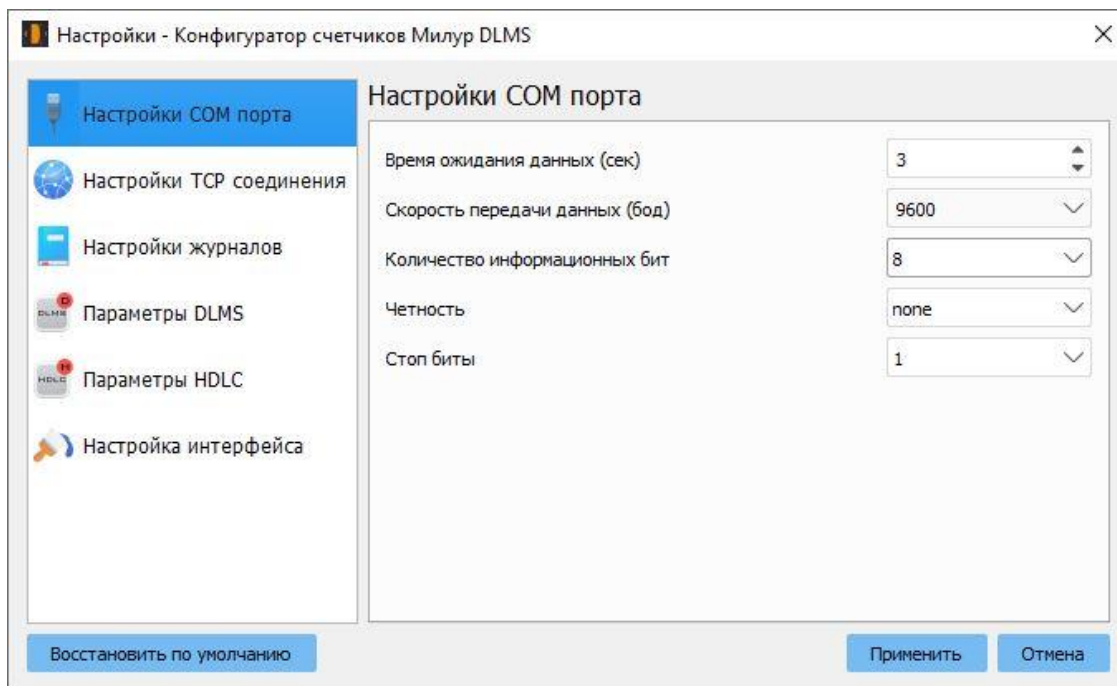 Настройки - Конфигуратор счетчиков Милур DLMS
Настройки COM порта
Настройки TCP соединения
Настройки журналов
D
DLMS
Параметры DLMS
H
HDLC
Параметры HDLC
Настройка интерфейса
Настройки COM порта
Время ожидания данных (сек) 3
Скорость передачи данных (бод) 9600
Количество информационных бит 8
Четность none
Стоп биты 1
Восстановить по умолчанию
Применить
Отмена